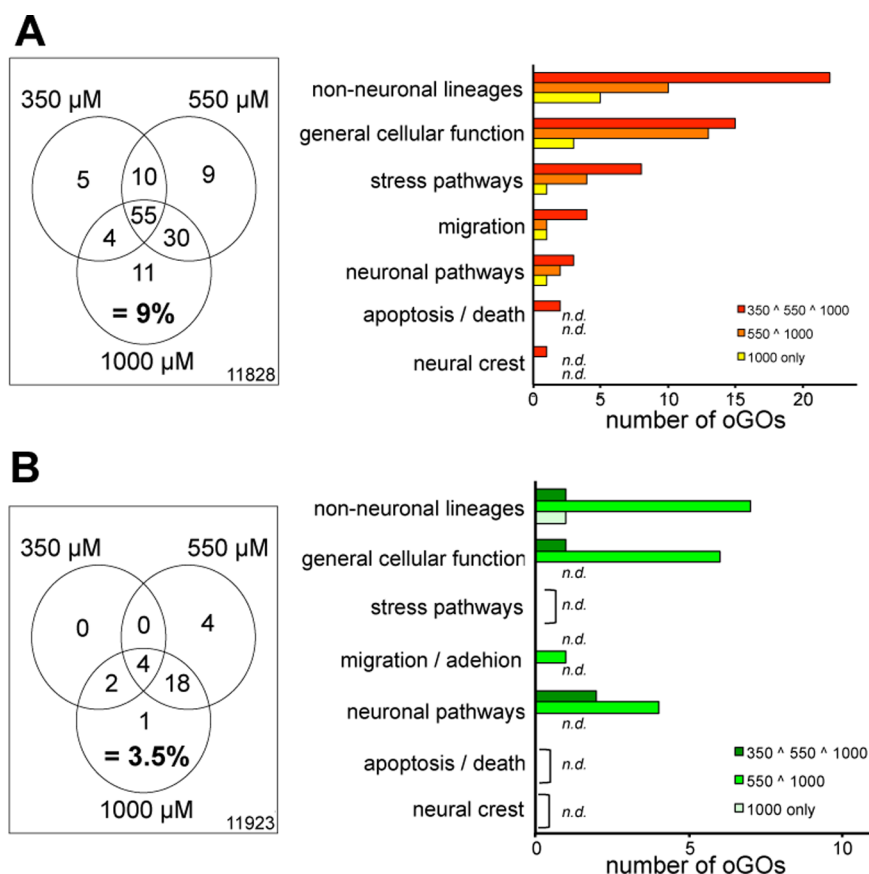 A
350 µM
550 µM
5
10
9
55
4
30
11
= 9%
1000 µM
11828
non-neuronal lineages
general cellular function
stress pathways
migration
neuronal pathways
apoptosis / death
n.d.
n.d.
neural crest
n.d.
n.d.
350 ^ 550 ^ 1000
550 ^ 1000
1000 only
0
5
10
15
20
number of oGOs
B
350 µM
550 µM
0
0
4
4
2
18
1
= 3.5%
1000 µM
11923
non-neuronal lineages
general cellular function
n.d.
stress pathways
n.d.
n.d.
migration / adehion
n.d.
neuronal pathways
n.d.
apoptosis / death
n.d.
neural crest
n.d.
350 ^ 550 ^ 1000
550 ^ 1000
1000 only
0
5
10
number of oGOs